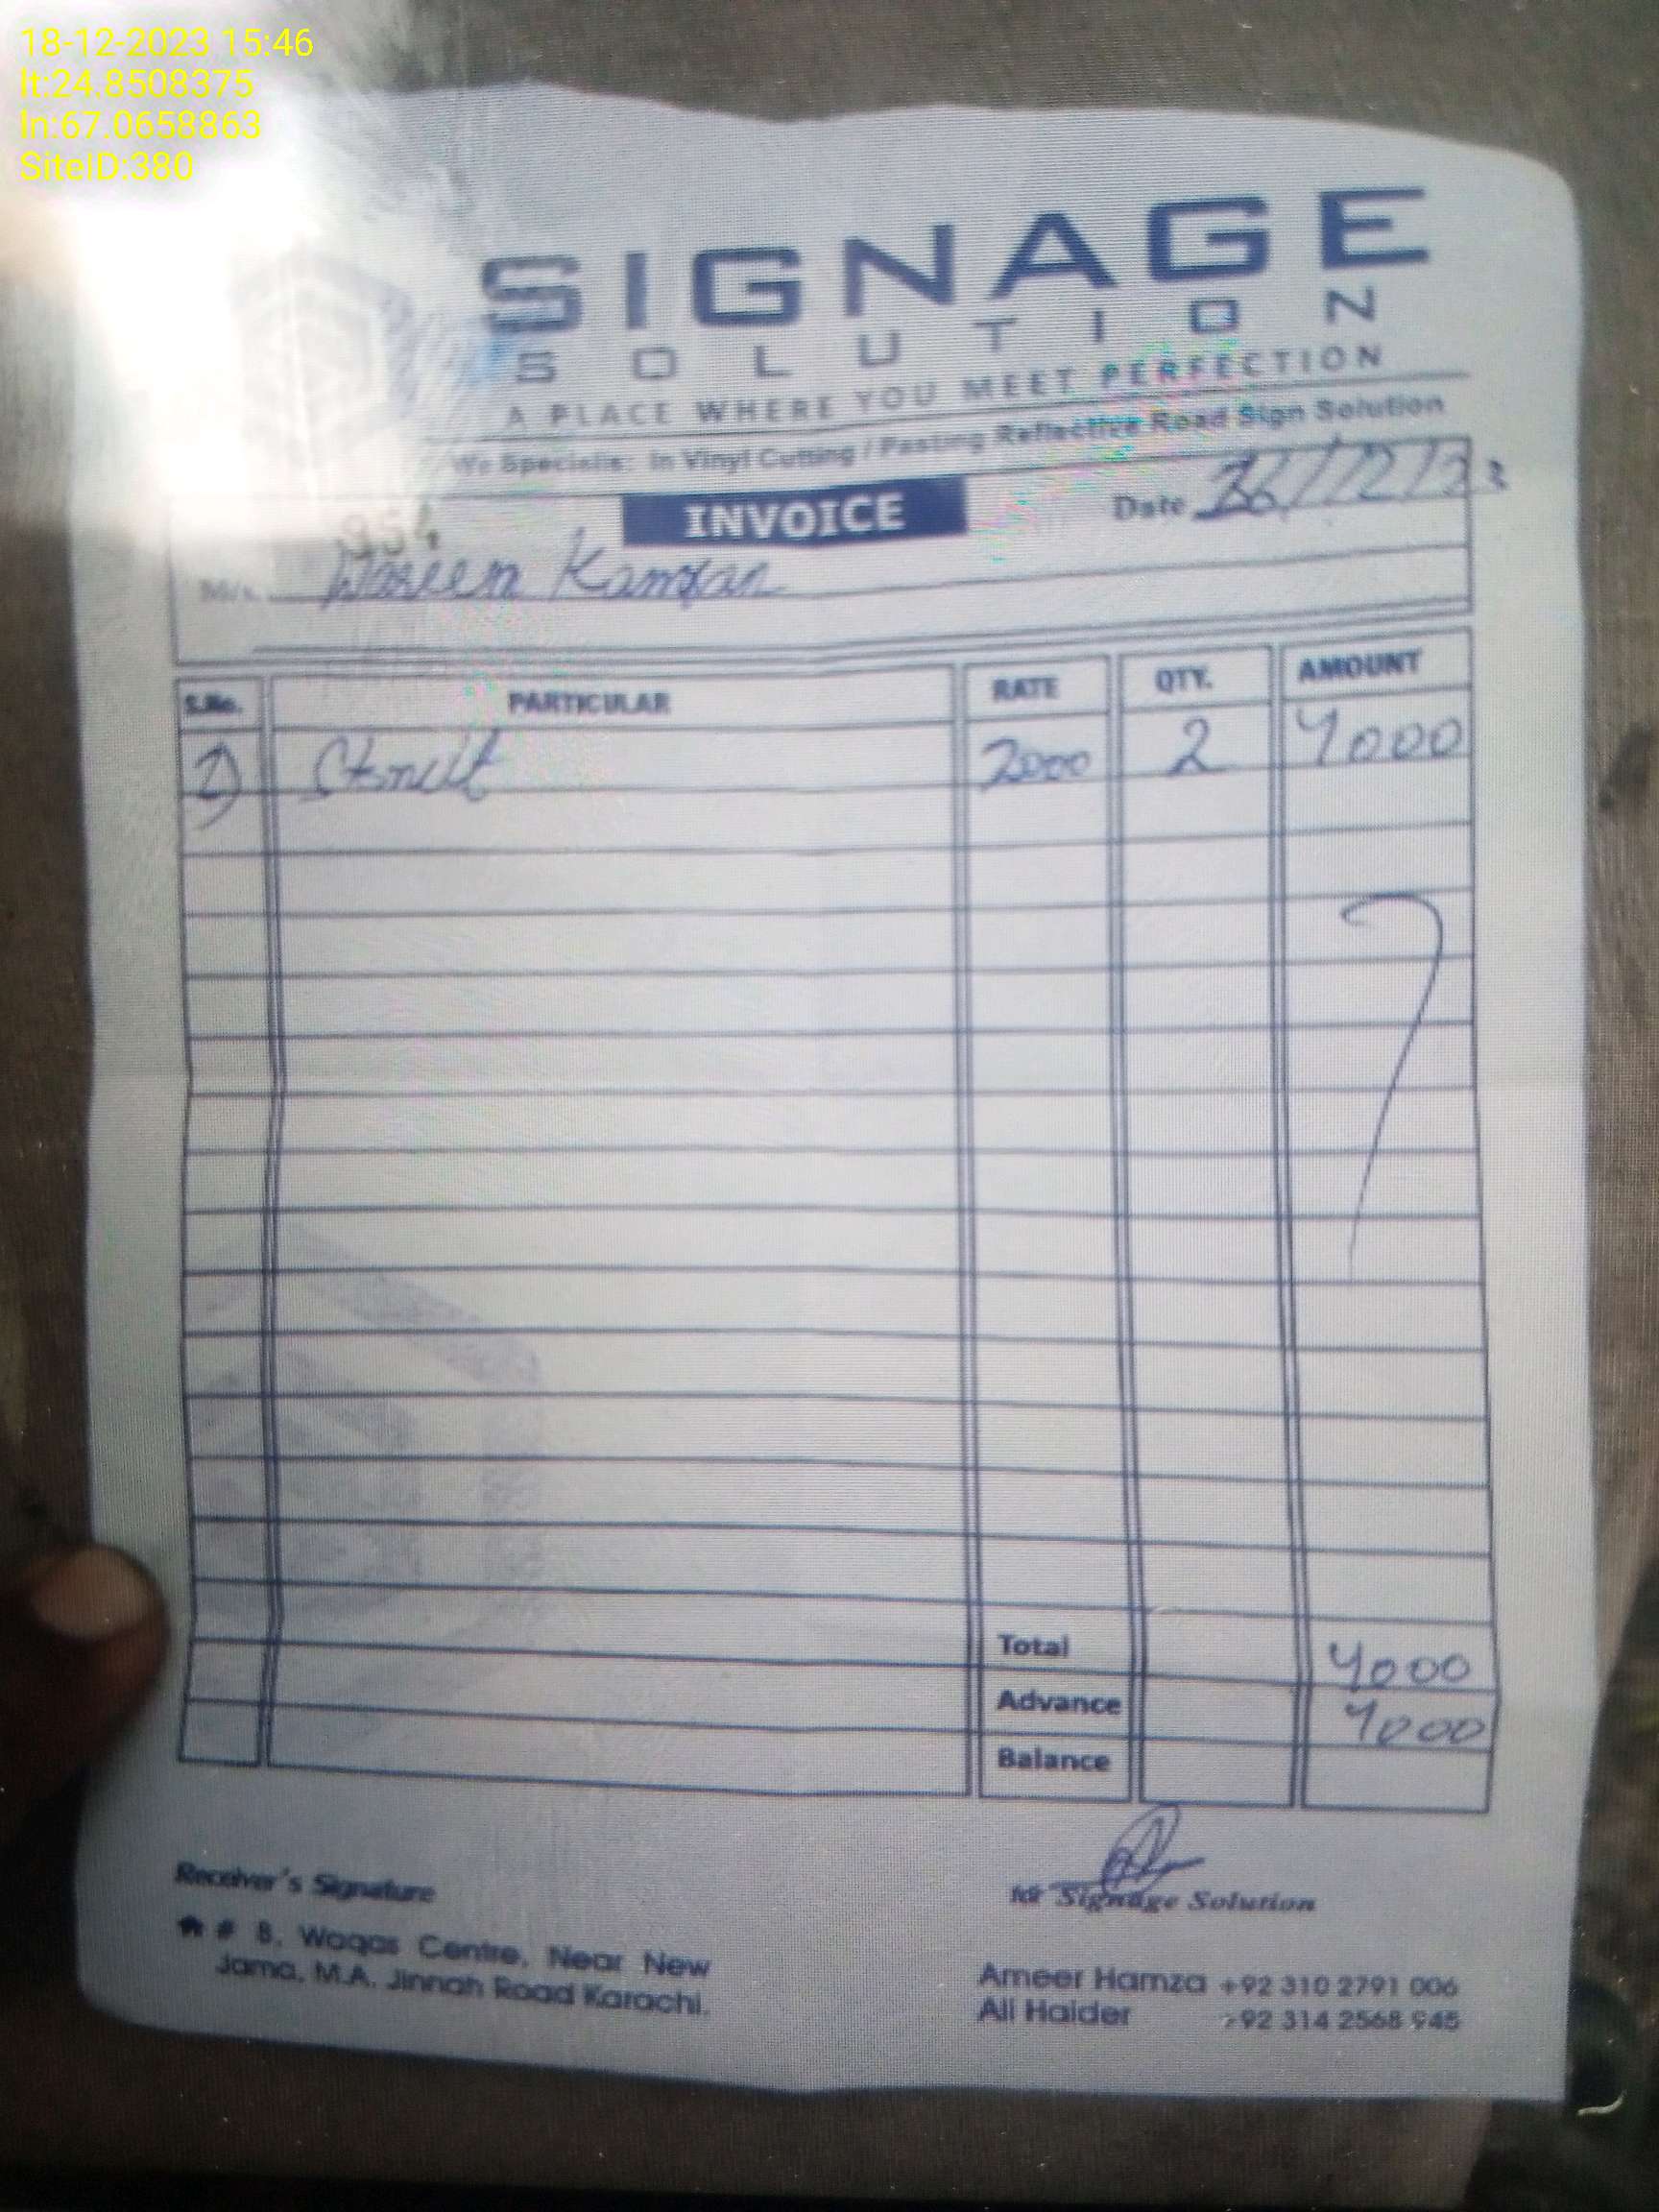 18-12-2023 15:46
lt:24.8508375
ln:67.0658863
SiteID:380
SIGNAGE
SOLUTION
A PLACE WHERE YOU MEET PERFECTION
We Specialis: In Vinyl Cutting / Pasting Reflective Road Sign Solution
INVOICE
Date /12/
954
M/s. Kamran
S.No. PARTICULAR RATE QTY. AMOUNT
1) 2000 2 4000
Total 4000
Advance 4000
Balance
Receiver's Signature
for Signage Solution
# 8, Waqas Centre, Near New
Jama, M.A. Jinnah Road Karachi.
Ameer Hamza +92 310 2791 006
Ali Haider +92 314 2568 945